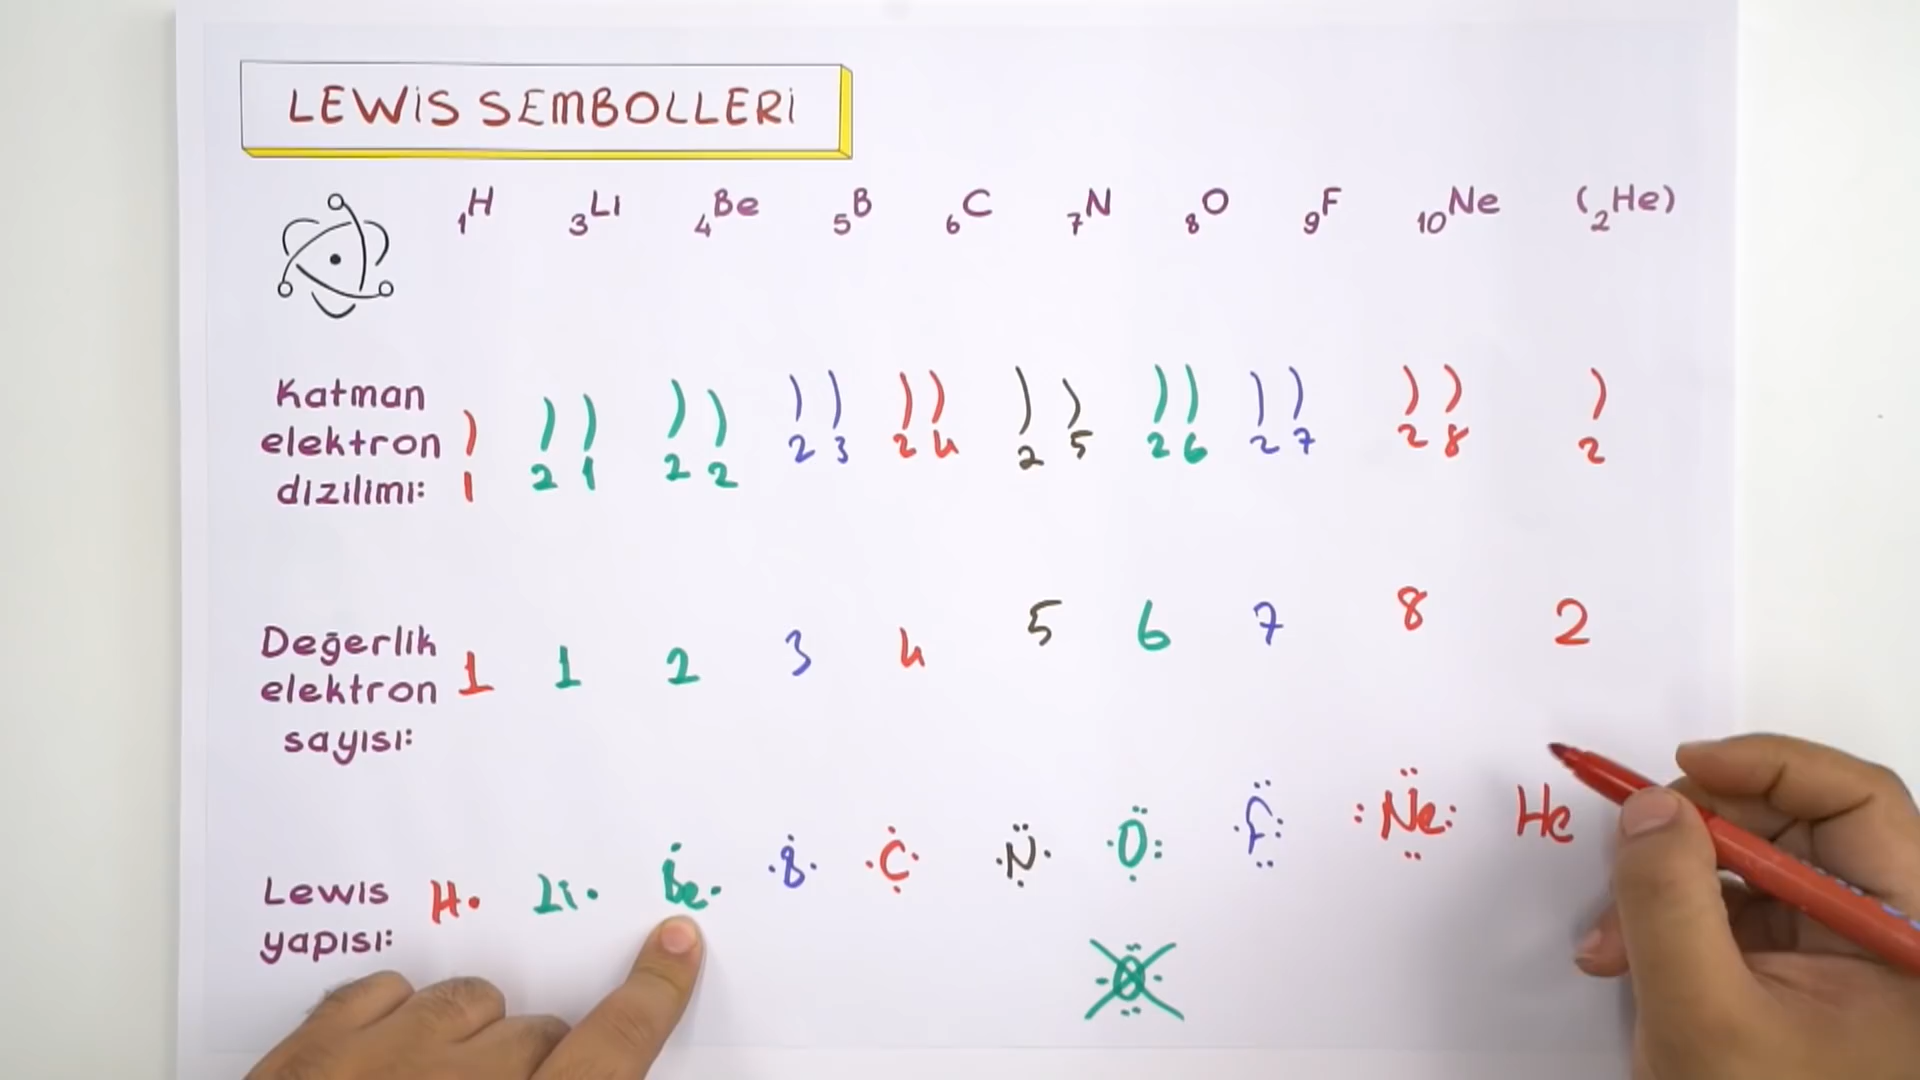 LEWİS SEMBOLLERİ
₁H ₃Li ₄Be ₅B ₆C ₇N ₈O ₉F ₁₀Ne (₂He)
Katman
elektron
dizilimi:
) )) )) )) )) )) )) )) )) )
1 2 1 2 2 2 3 2 4 2 5 2 6 2 7 2 8 2
Değerlik
elektron
sayısı:
1 1 2 3 4 5 6 7 8 2
Lewis
yapısı:
H· Li· Be· ·B· ·C· ·N· ·O: ·F: :Ne: He
O